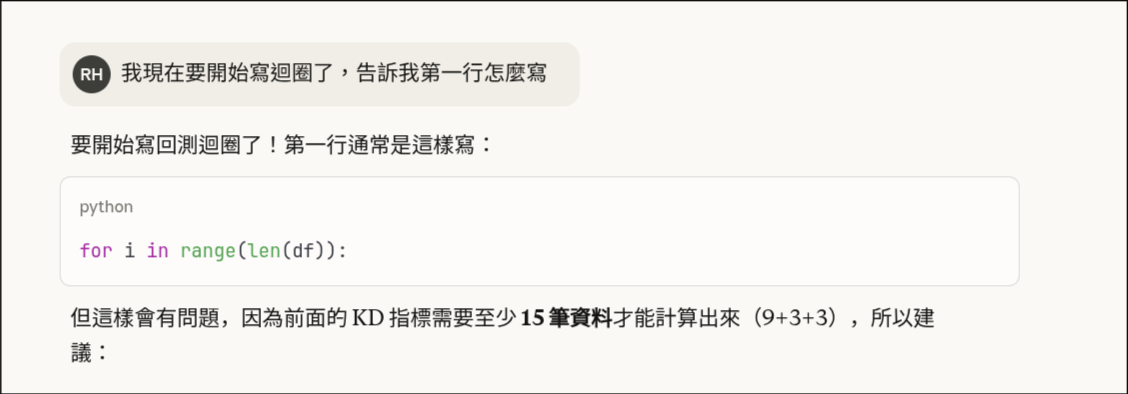 RH 我現在要開始寫迴圈了，告訴我第一行怎麼寫
要開始寫回測迴圈了！第一行通常是這樣寫：
python
for i in range(len(df)):
但這樣會有問題，因為前面的 KD 指標需要至少 15 筆資料才能計算出來（9+3+3），所以建
議：